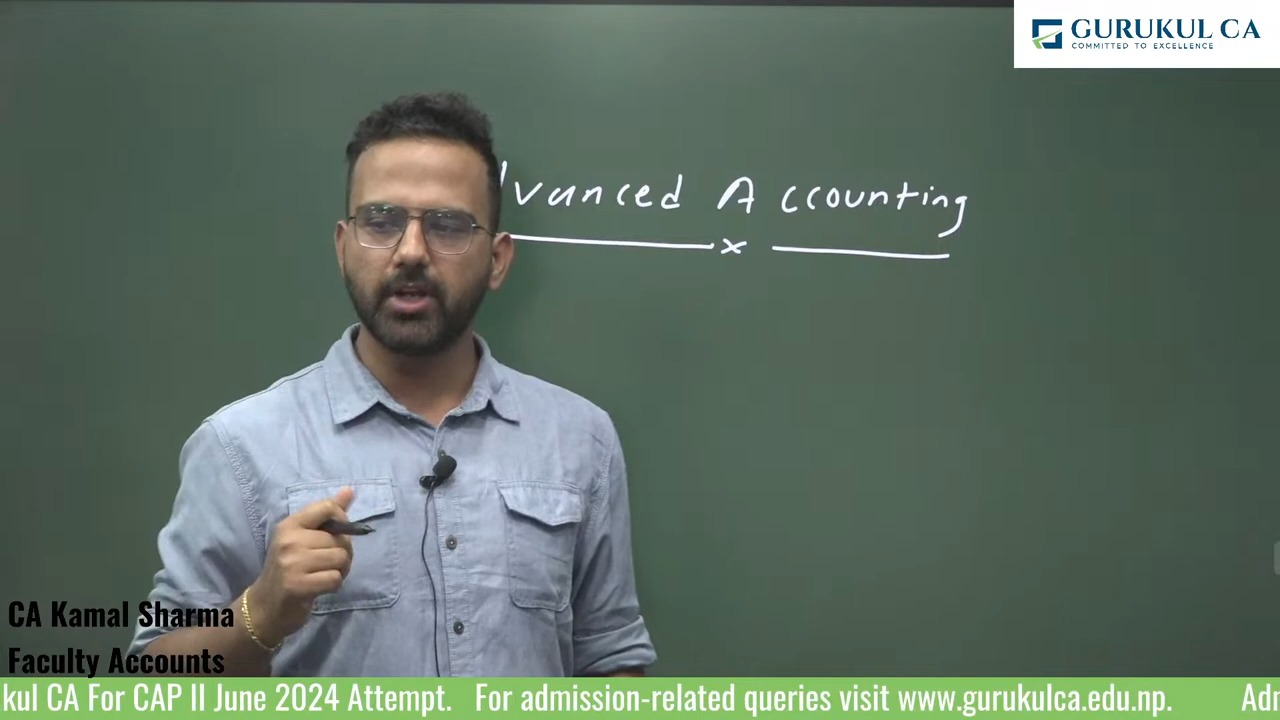 GURUKUL CA
COMMITTED TO EXCELLENCE
dvanced Accounting
x
CA Kamal Sharma
Faculty Accounts
kul CA For CAP II June 2024 Attempt. For admission-related queries visit www.gurukulca.edu.np. Adr